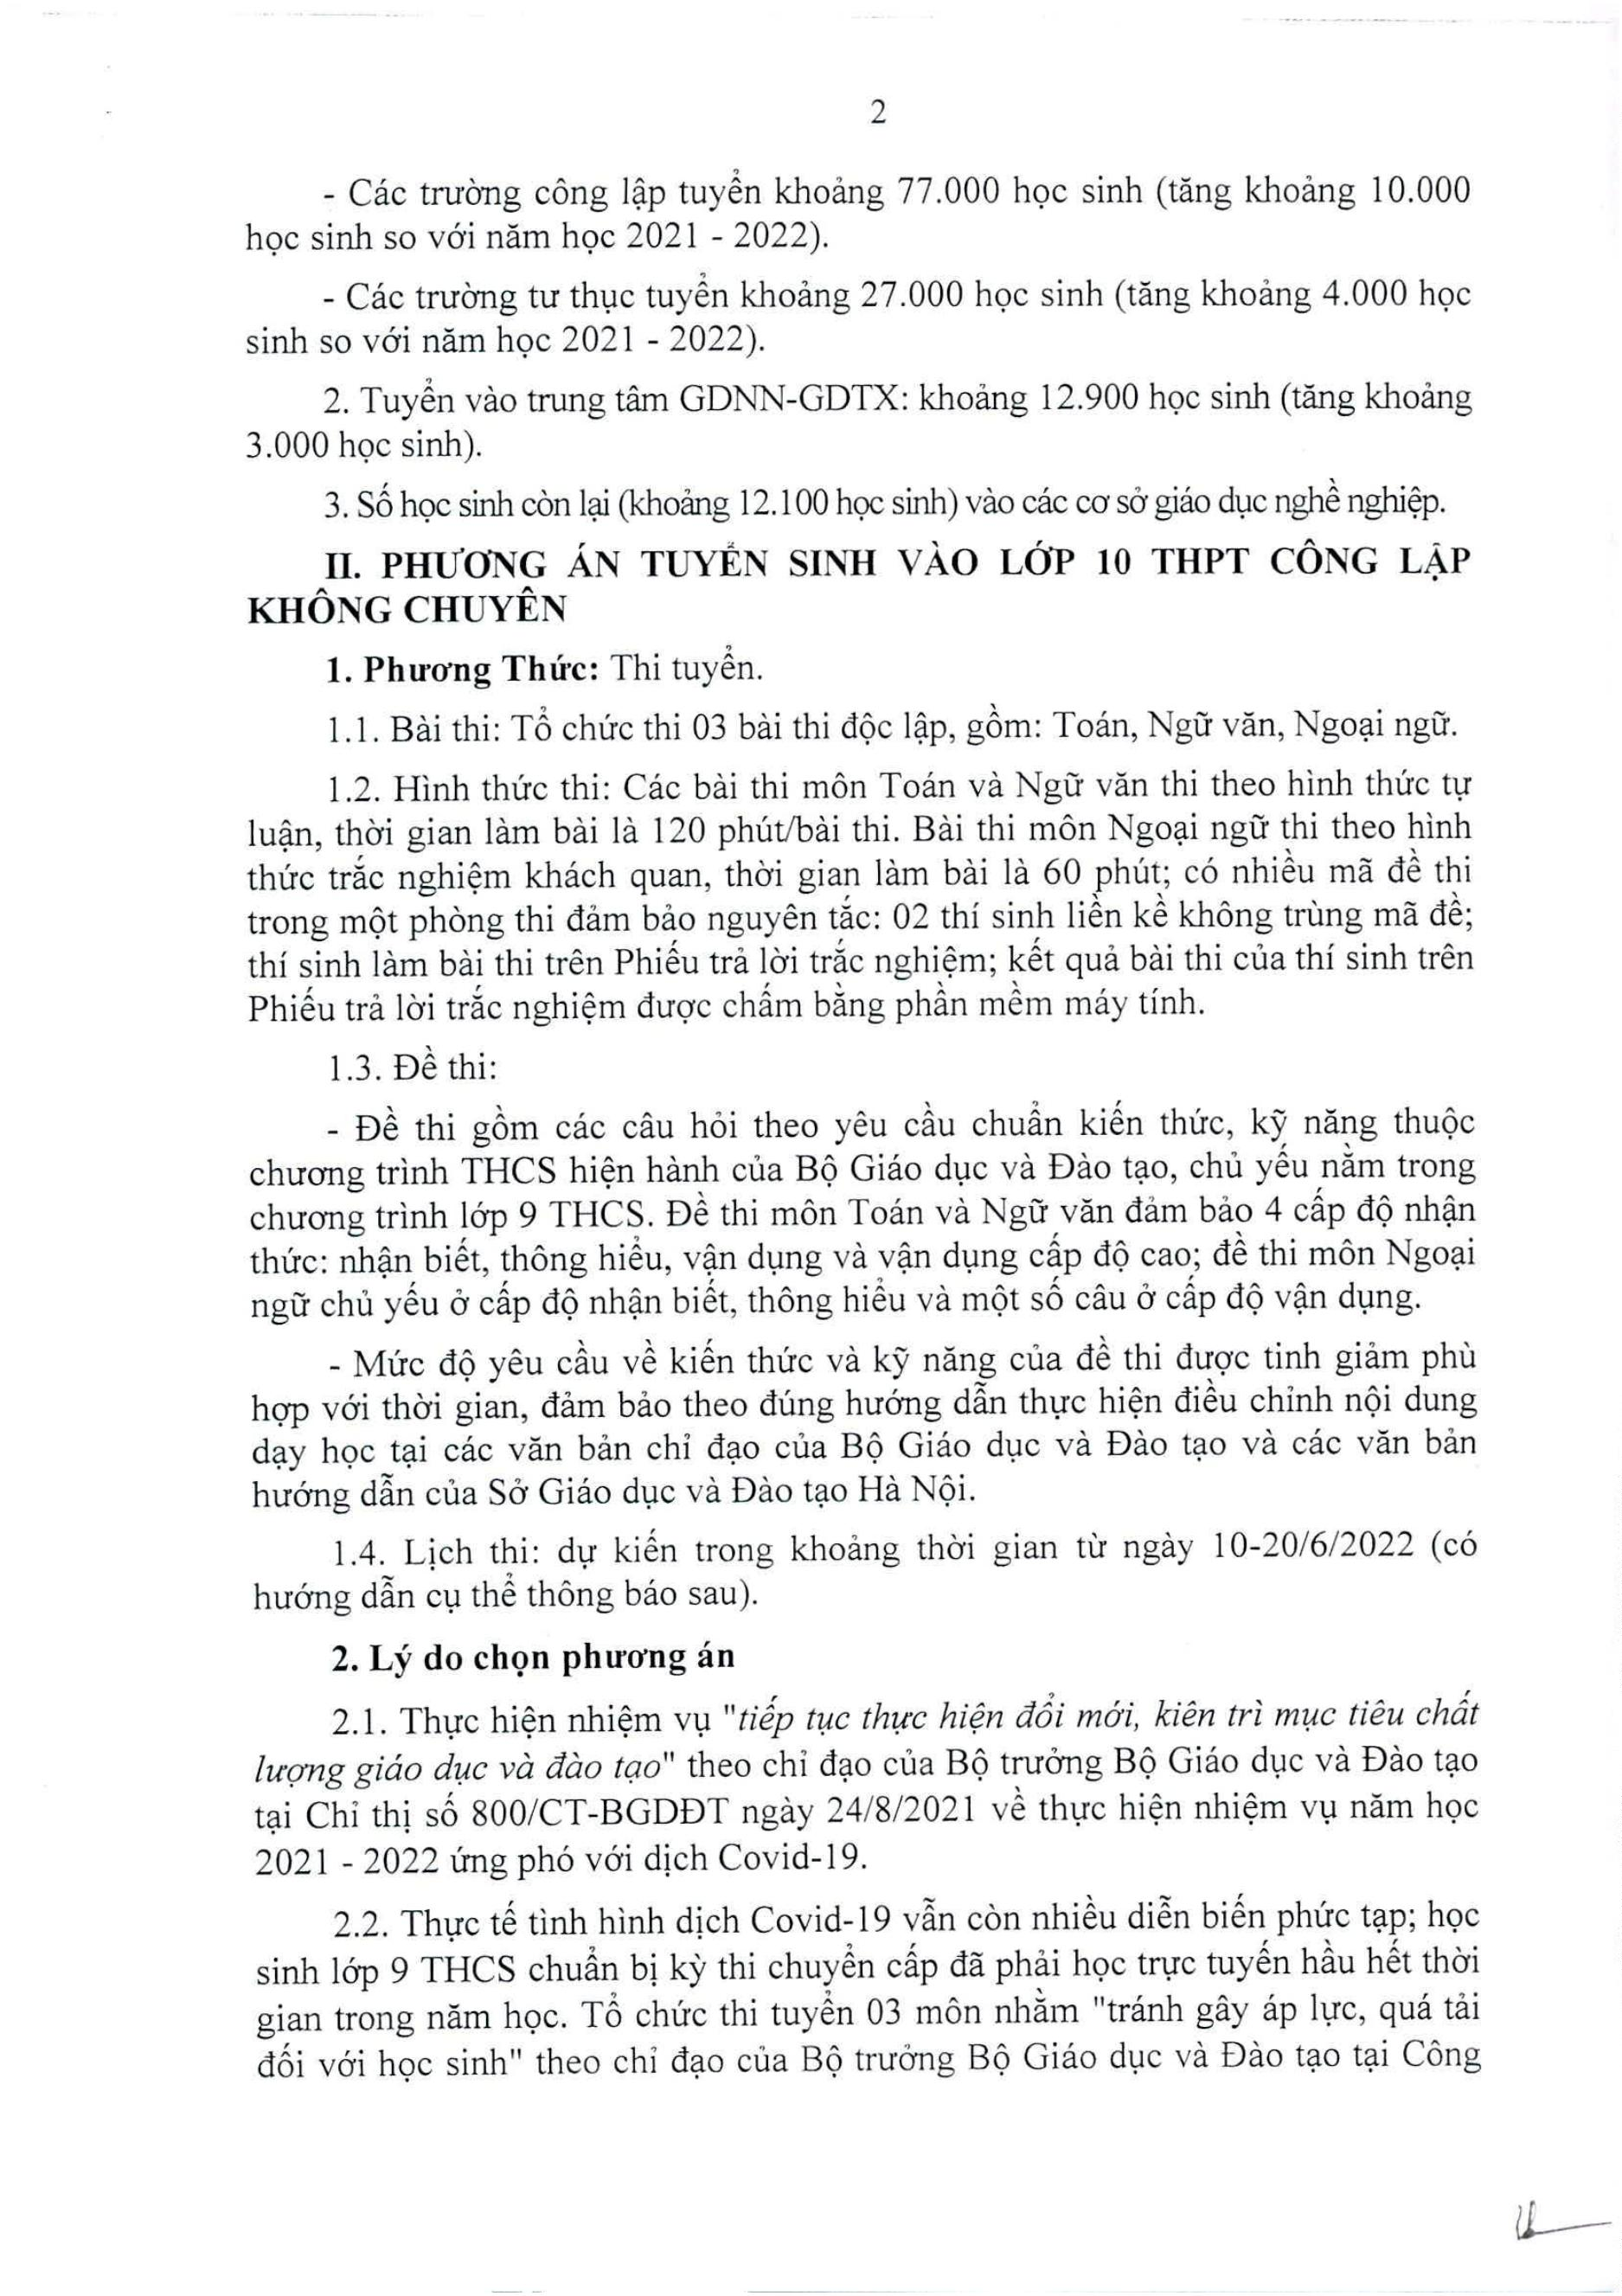 2
- Các trường công lập tuyển khoảng 77.000 học sinh (tăng khoảng 10.000
học sinh so với năm học 2021 - 2022).
- Các trường tư thục tuyển khoảng 27.000 học sinh (tăng khoảng 4.000 học
sinh so với năm học 2021 - 2022).
2. Tuyển vào trung tâm GDNN-GDTX: khoảng 12.900 học sinh (tăng khoảng
3.000 học sinh).
3. Số học sinh còn lại (khoảng 12.100 học sinh) vào các cơ sở giáo dục nghề nghiệp.
II. PHƯƠNG ÁN TUYỂN SINH VÀO LỚP 10 THPT CÔNG LẬP
KHÔNG CHUYÊN
1. Phương Thức: Thi tuyển.
1.1. Bài thi: Tổ chức thi 03 bài thi độc lập, gồm: Toán, Ngữ văn, Ngoại ngữ.
1.2. Hình thức thi: Các bài thi môn Toán và Ngữ văn thi theo hình thức tự
luận, thời gian làm bài là 120 phút/bài thi. Bài thi môn Ngoại ngữ thi theo hình
thức trắc nghiệm khách quan, thời gian làm bài là 60 phút; có nhiều mã đề thi
trong một phòng thi đảm bảo nguyên tắc: 02 thí sinh liền kề không trùng mã đề;
thí sinh làm bài thi trên Phiếu trả lời trắc nghiệm; kết quả bài thi của thí sinh trên
Phiếu trả lời trắc nghiệm được chấm bằng phần mềm máy tính.
1.3. Đề thi:
- Đề thi gồm các câu hỏi theo yêu cầu chuẩn kiến thức, kỹ năng thuộc
chương trình THCS hiện hành của Bộ Giáo dục và Đào tạo, chủ yếu nằm trong
chương trình lớp 9 THCS. Đề thi môn Toán và Ngữ văn đảm bảo 4 cấp độ nhận
thức: nhận biết, thông hiểu, vận dụng và vận dụng cấp độ cao; đề thi môn Ngoại
ngữ chủ yếu ở cấp độ nhận biết, thông hiểu và một số câu ở cấp độ vận dụng.
- Mức độ yêu cầu về kiến thức và kỹ năng của đề thi được tinh giảm phù
hợp với thời gian, đảm bảo theo đúng hướng dẫn thực hiện điều chỉnh nội dung
dạy học tại các văn bản chỉ đạo của Bộ Giáo dục và Đào tạo và các văn bản
hướng dẫn của Sở Giáo dục và Đào tạo Hà Nội.
1.4. Lịch thi: dự kiến trong khoảng thời gian từ ngày 10-20/6/2022 (có
hướng dẫn cụ thể thông báo sau).
2. Lý do chọn phương án
2.1. Thực hiện nhiệm vụ "tiếp tục thực hiện đổi mới, kiên trì mục tiêu chất
lượng giáo dục và đào tạo" theo chỉ đạo của Bộ trưởng Bộ Giáo dục và Đào tạo
tại Chỉ thị số 800/CT-BGDĐT ngày 24/8/2021 về thực hiện nhiệm vụ năm học
2021 - 2022 ứng phó với dịch Covid-19.
2.2. Thực tế tình hình dịch Covid-19 vẫn còn nhiều diễn biến phức tạp; học
sinh lớp 9 THCS chuẩn bị kỳ thi chuyển cấp đã phải học trực tuyến hầu hết thời
gian trong năm học. Tổ chức thi tuyển 03 môn nhằm "tránh gây áp lực, quá tải
đối với học sinh" theo chỉ đạo của Bộ trưởng Bộ Giáo dục và Đào tạo tại Công